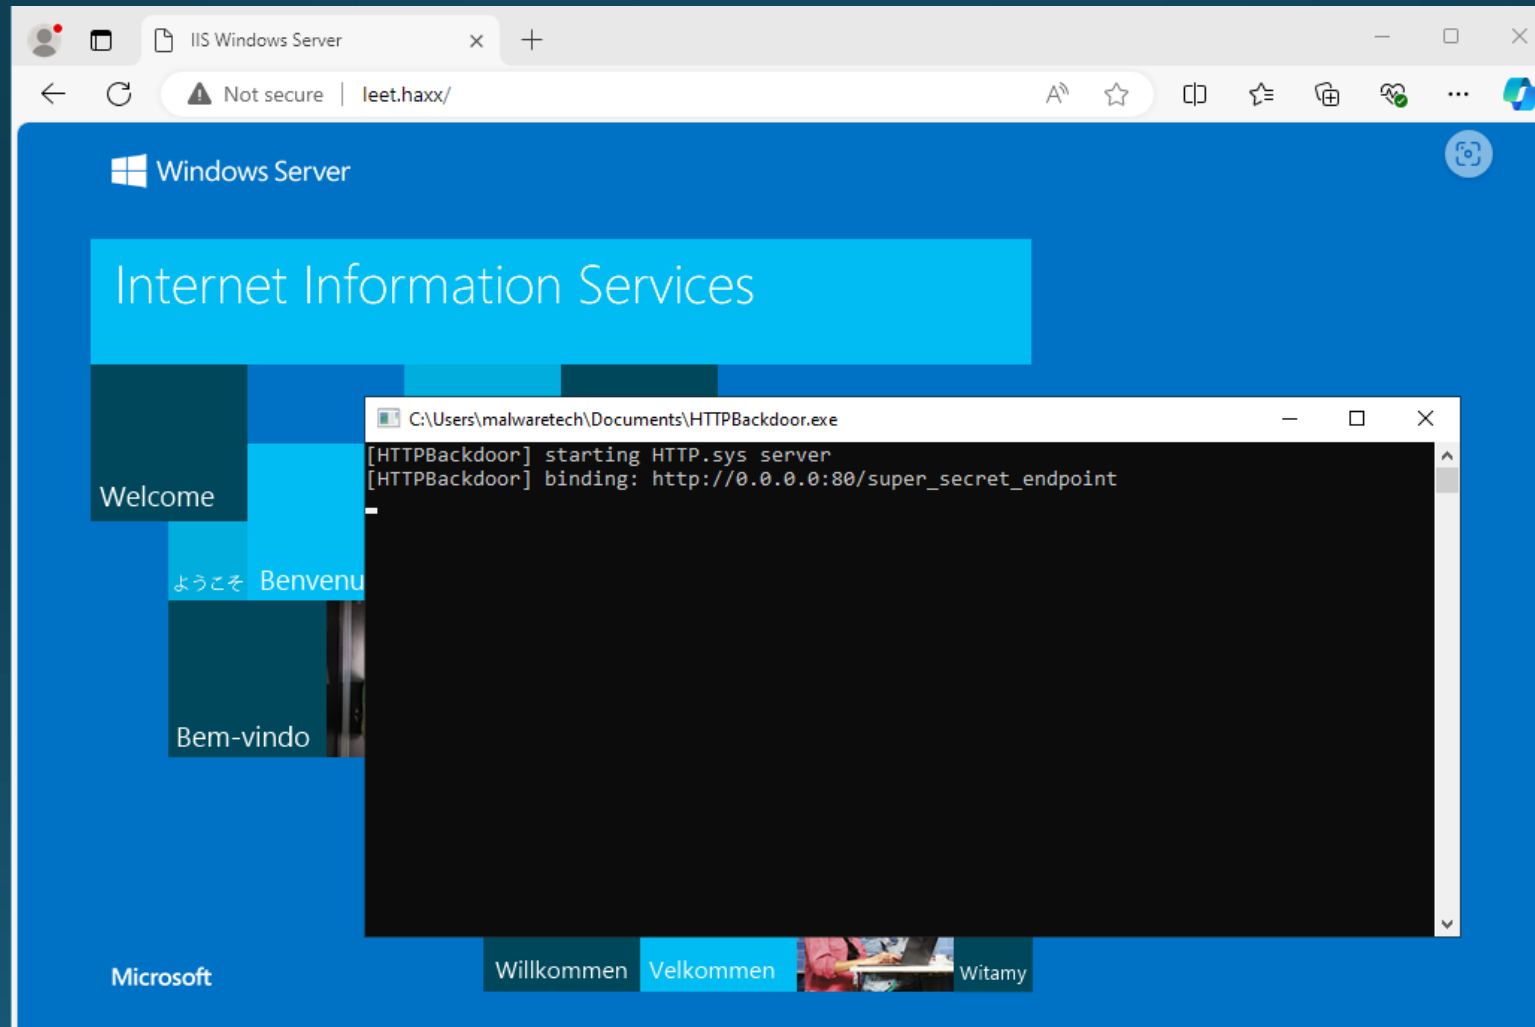 IIS Windows Server
Not secure
leet.haxx/
Windows Server
Internet Information Services
C:\Users\malwaretech\Documents\HTTPBackdoor.exe
[HTTPBackdoor] starting HTTP.sys server
[HTTPBackdoor] binding: http://0.0.0.0:80/super_secret_endpoint
Welcome
ようこそ
Benvenu
Bem-vindo
Willkommen
Velkommen
Witamy
Microsoft